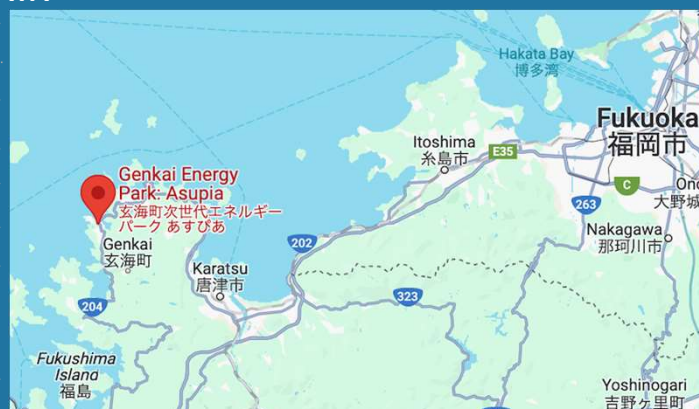 Hakata Bay
博多湾
Fukuoka
福岡市
Itoshima
糸島市
E35
C
263
大野城
Nakagawa
那珂川市
Genkai Energy
Park: Asupia
玄海町次世代エネルギー
パーク あすぴあ
Genkai
玄海町
202
Karatsu
唐津市
323
204
Fukushima
Island
福島
Yoshinogari
吉野ヶ里町